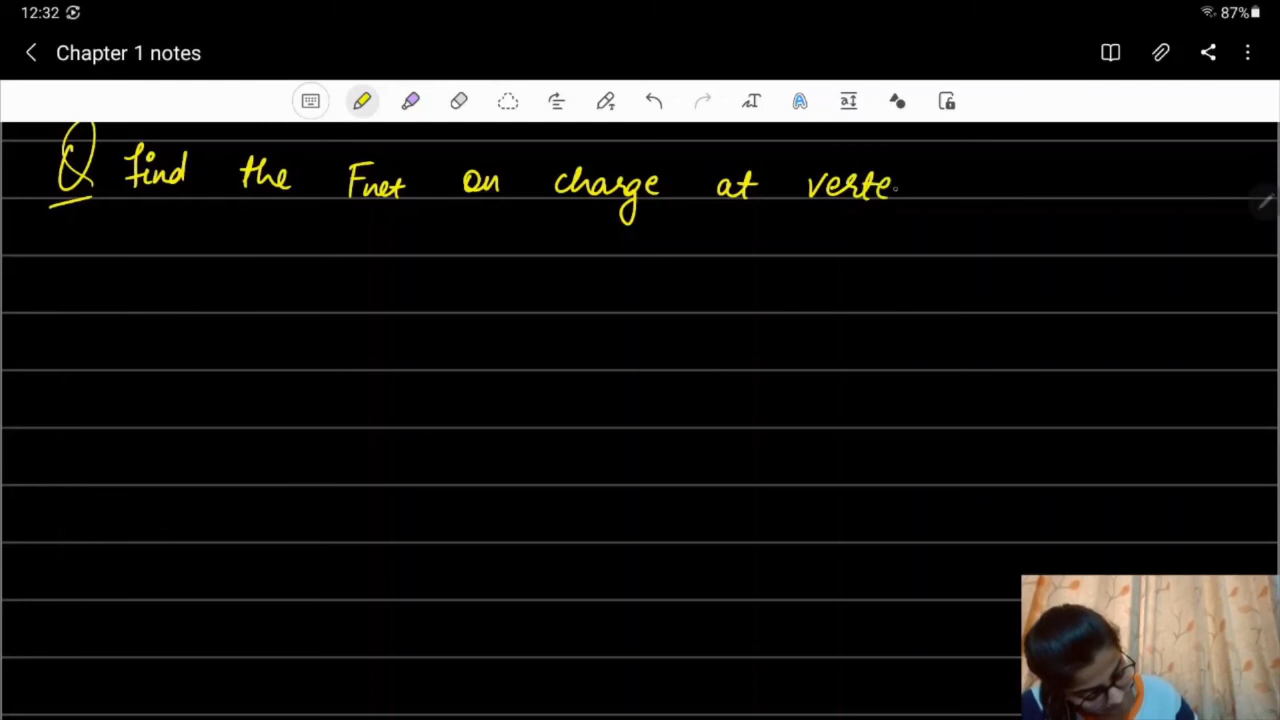 12:32 87%
Chapter 1 notes
Q find the Fnet on charge at verte